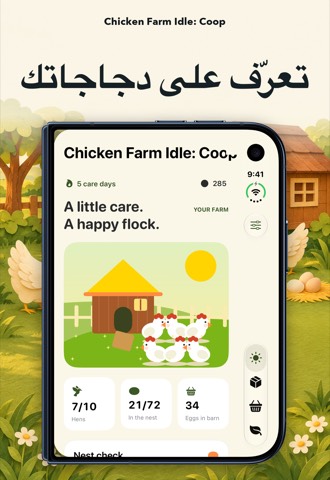 Chicken Farm Idle: Coop
تعرّف على دجاجاتك
Chicken Farm Idle: Coop
9:41
5 care days
285
A little care.
YOUR FARM
A happy flock.
7/10
21/72
34
Hens
In the nest
Eggs in barn
Nest check